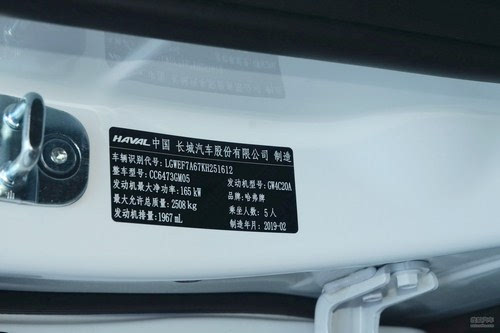 HAVAL 中国 长城汽车股份有限公司 制造
车辆识别代号: LGWEF7A67KH251612
整车型号: CC6473GM05
发动机型号: GW4C20A
发动机最大净功率: 165 kW
发动机品牌: 哈弗牌
最大允许总质量: 2508 kg
乘坐人数: 5人
发动机排量: 1967 mL
制造年月: 2019-02